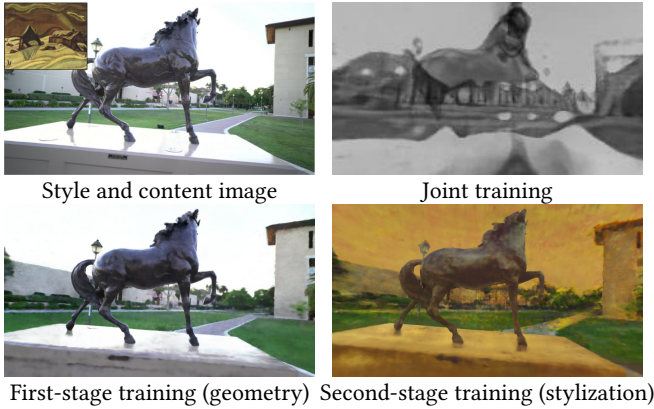 Style and content image
Joint training
First-stage training (geometry)
Second-stage training (stylization)